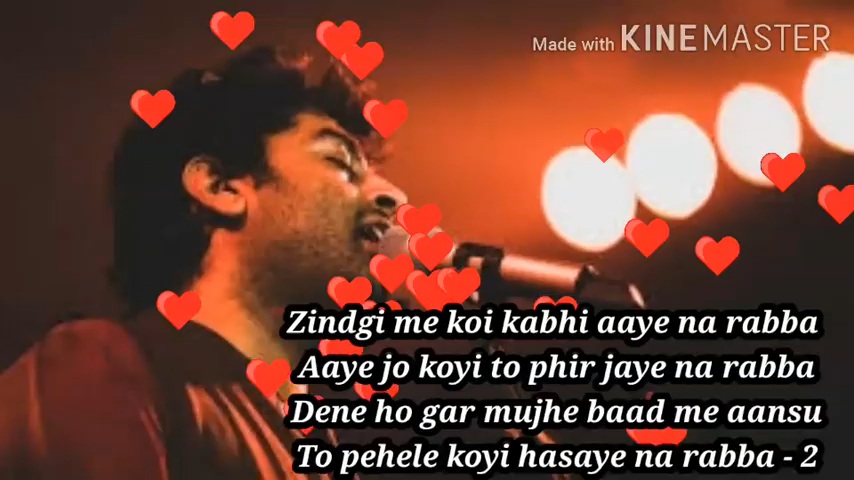 Made with KINEMASTER
Zindgi me koi kabhi aaye na rabba
Aaye jo koyi to phir jaye na rabba
Dene ho gar mujhe baad me aansu
To pehele koyi hasaye na rabba - 2